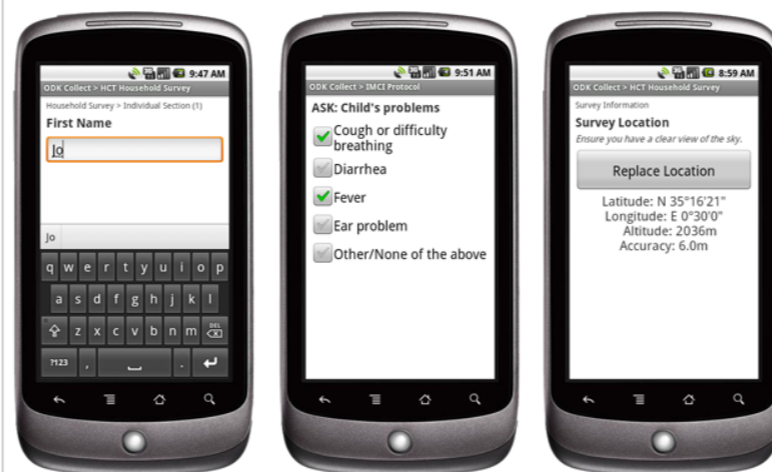 9:47 AM
ODK Collect > HCT Household Survey
Household Survey > Individual Section (1)
First Name
Jo
Jo
q w e r t y u i o p
a s d f g h j k l
z x c v b n m DEL
?123 , .
9:51 AM
ODK Collect > IMCI Protocol
ASK: Child's problems
Cough or difficulty
breathing
Diarrhea
Fever
Ear problem
Other/None of the above
8:59 AM
ODK Collect > HCT Household Survey
Survey Information
Survey Location
Ensure you have a clear view of the sky.
Replace Location
Latitude: N 35°16'21"
Longitude: E 0°30'0"
Altitude: 2036m
Accuracy: 6.0m